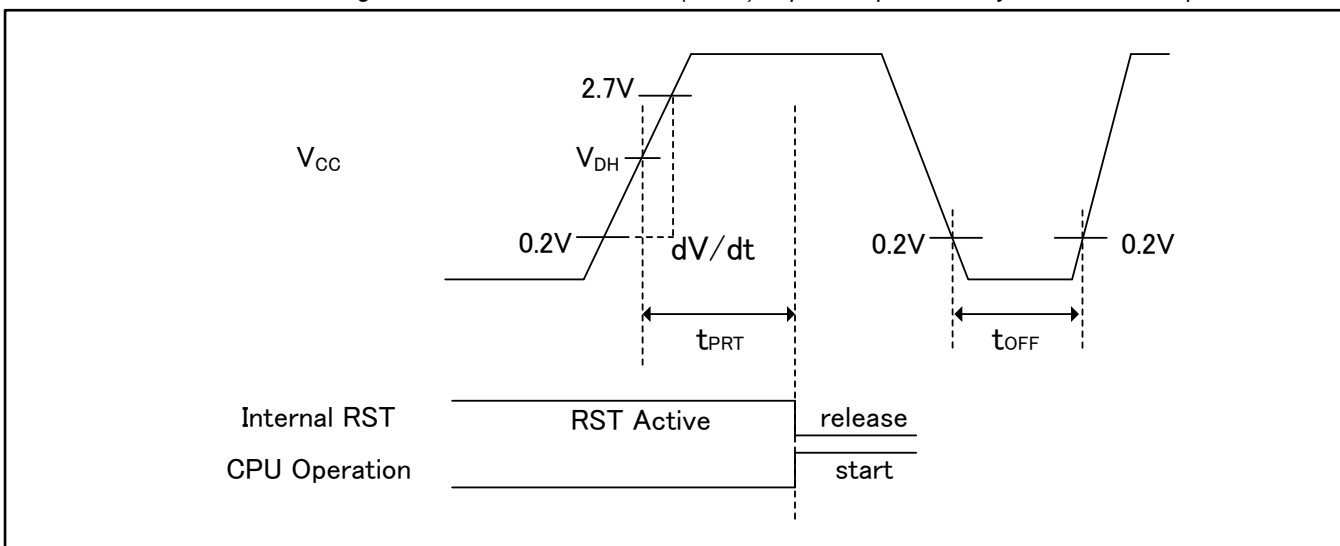 2.7V
VCC
VDH
0.2V
dV/dt
0.2V
0.2V
tPRT
tOFF
Internal RST
RST Active
release
CPU Operation
start